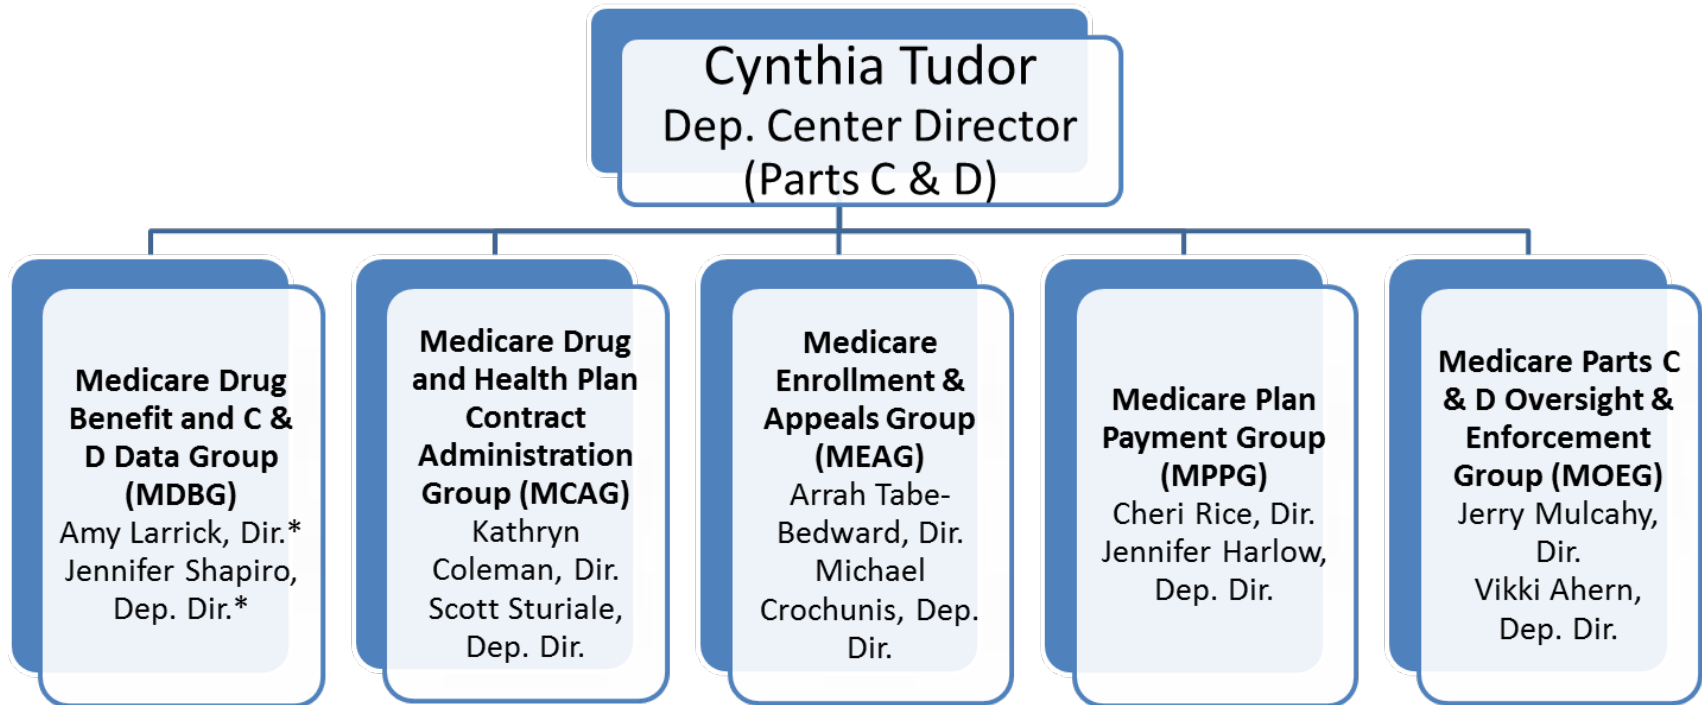 Cynthia Tudor
Dep. Center Director
(Parts C & D)
Medicare Drug
Benefit and C &
D Data Group
(MDBG)
Amy Larrick, Dir.*
Jennifer Shapiro,
Dep. Dir.*
Medicare Drug
and Health Plan
Contract
Administration
Group (MCAG)
Kathryn
Coleman, Dir.
Scott Sturiale,
Dep. Dir.
Medicare
Enrollment &
Appeals Group
(MEAG)
Arrah Tabe-
Bedward, Dir.
Michael
Crochunis, Dep.
Dir.
Medicare Plan
Payment Group
(MPPG)
Cheri Rice, Dir.
Jennifer Harlow,
Dep. Dir.
Medicare Parts C
& D Oversight &
Enforcement
Group (MOEG)
Jerry Mulcahy,
Dir.
Vikki Ahern,
Dep. Dir.